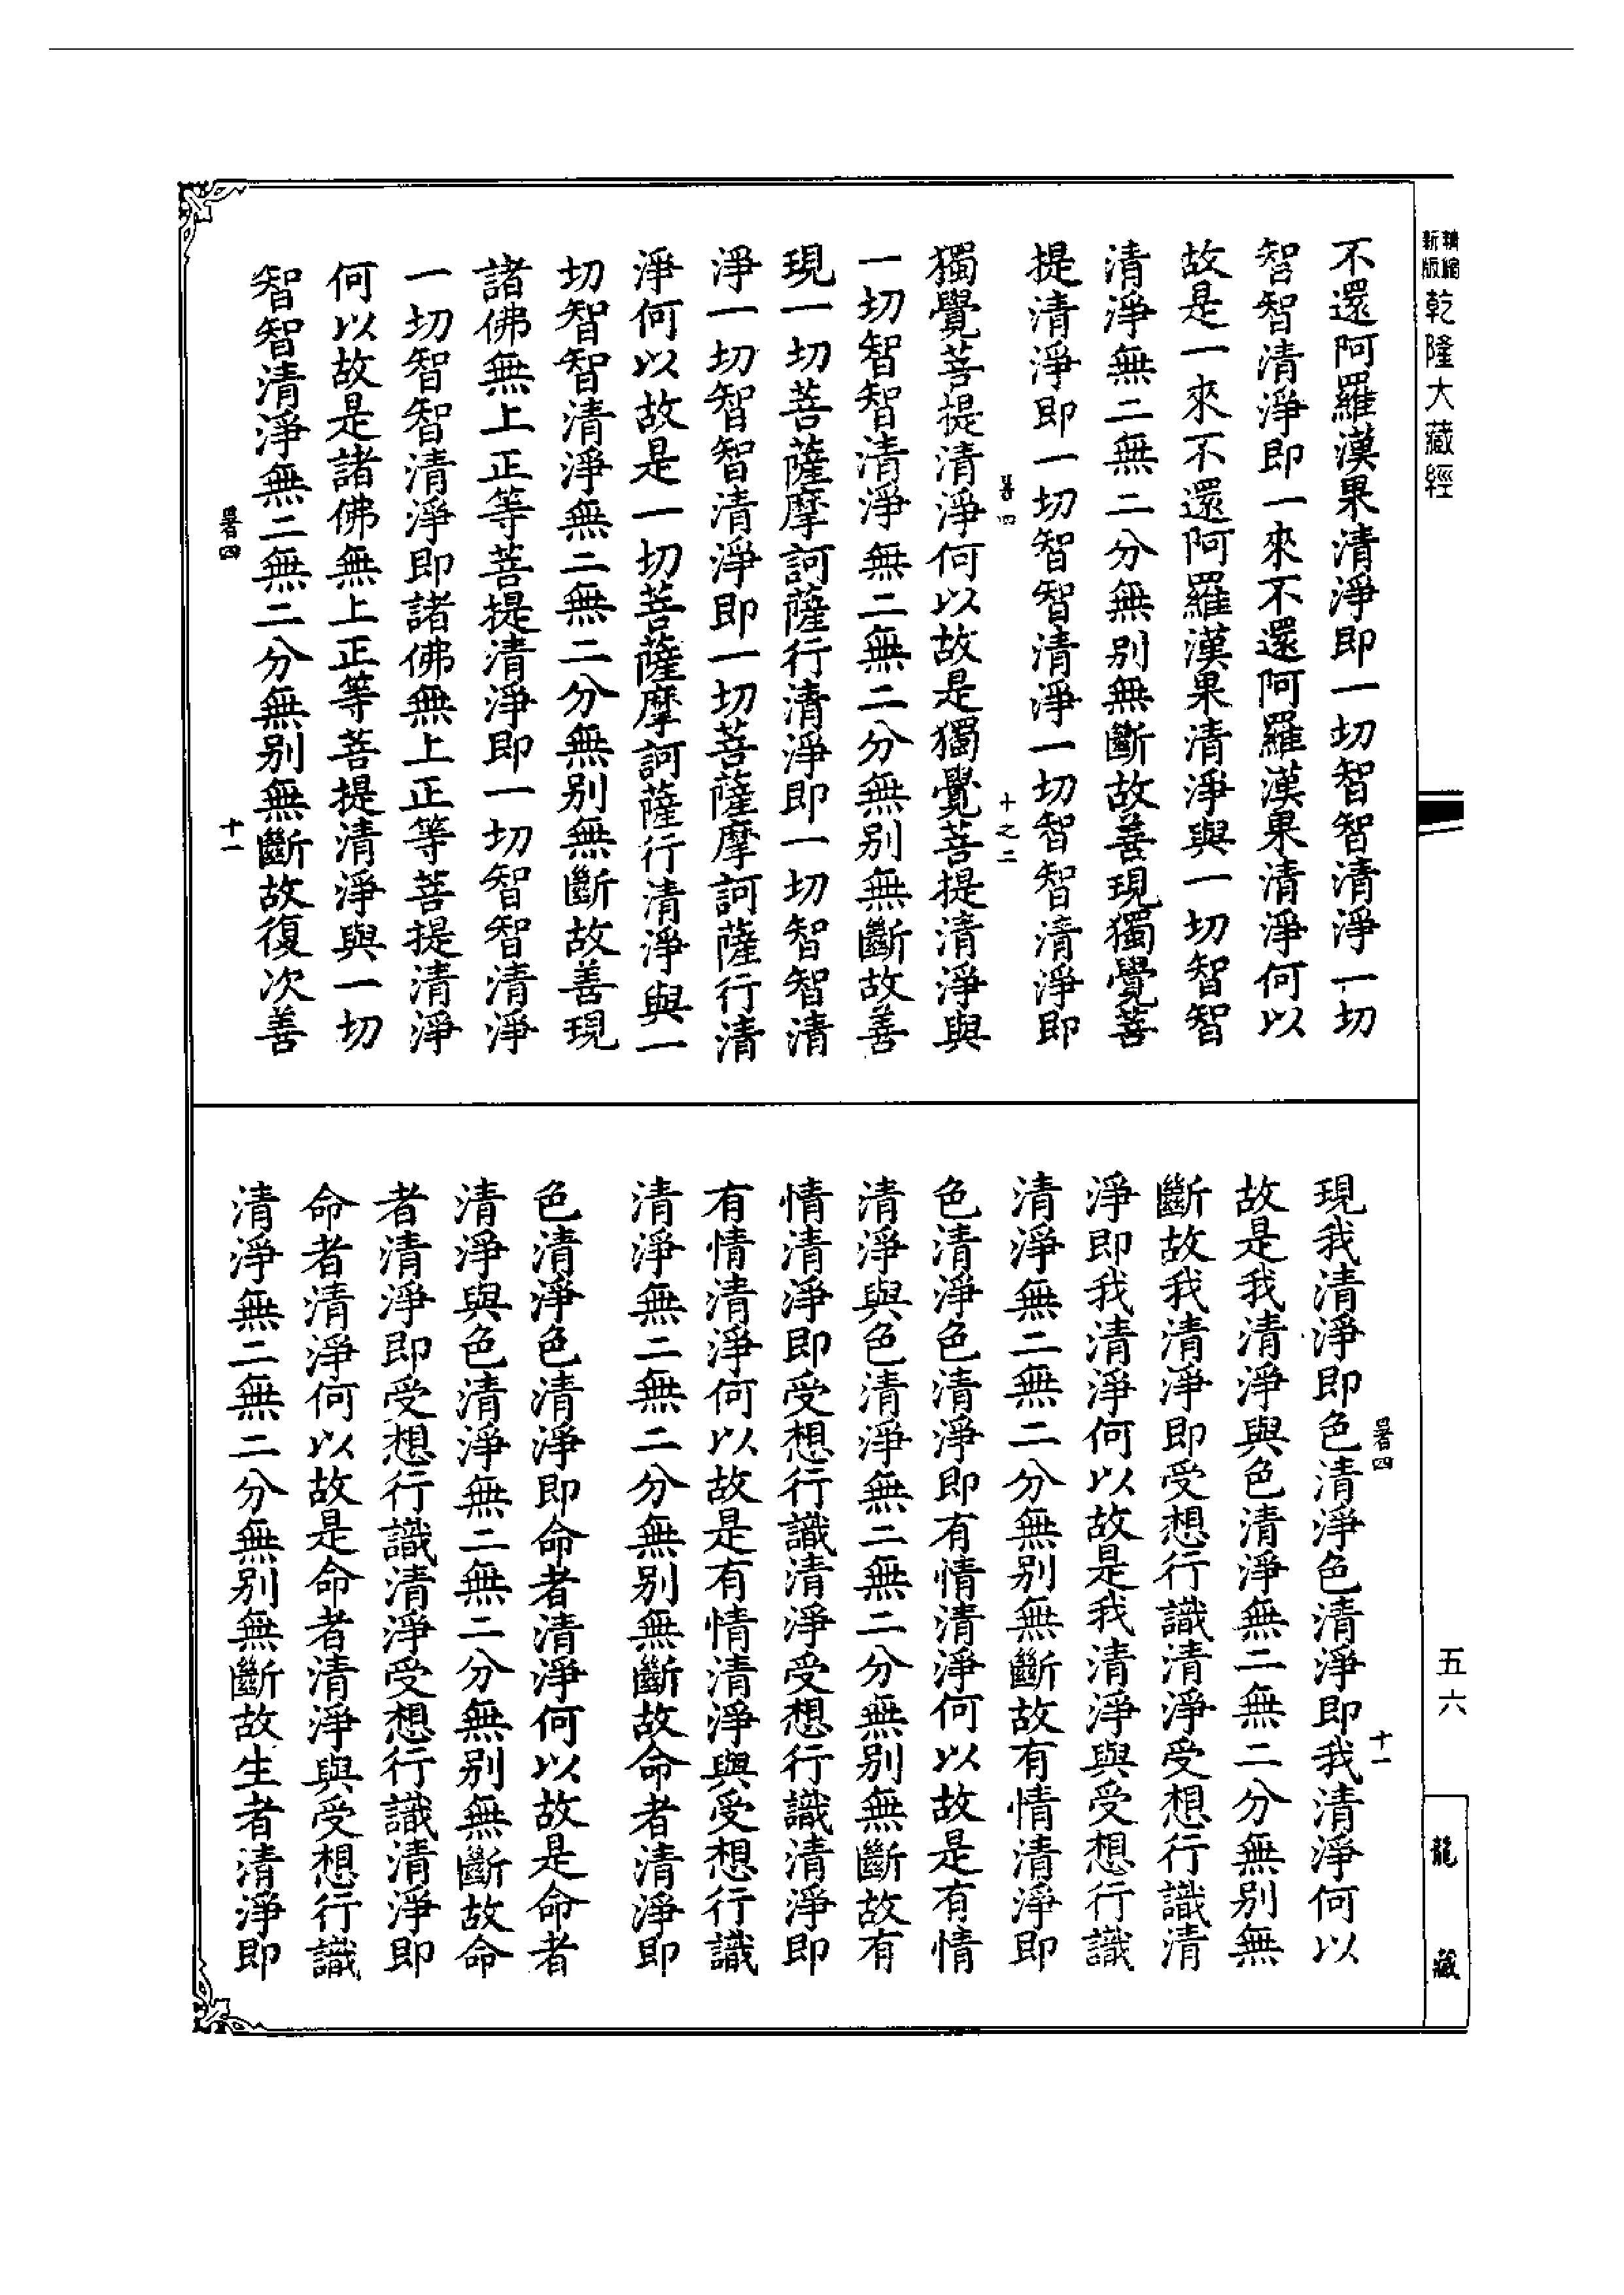 新版 精縮
乾隆大藏經
不還阿羅漢果清淨即一切智智清淨一切
智智清淨即一來不還阿羅漢果清淨何以
故是一來不還阿羅漢果清淨與一切智智
清淨無二無二分無別無斷故善現獨覺菩
提清淨即一切智智清淨一切智智清淨即
暑四 十之二
獨覺菩提清淨何以故是獨覺菩提清淨與
一切智智清淨無二無二分無別無斷故善
現一切菩薩摩訶薩行清淨即一切智智清
淨一切智智清淨即一切菩薩摩訶薩行清
淨何以故是一切菩薩摩訶薩行清淨與一
切智智清淨無二無二分無別無斷故善現
諸佛無上正等菩提清淨即一切智智清淨
一切智智清淨即諸佛無上正等菩提清淨
何以故是諸佛無上正等菩提清淨與一切
智智清淨無二無二分無別無斷故復次善
暑四 十一
五六
龍藏
暑四 十一
現我清淨即色清淨色清淨即我清淨何以
故是我清淨與色清淨無二無二分無別無
斷故我清淨即受想行識清淨受想行識清
淨即我清淨何以故是我清淨與受想行識
清淨無二無二分無別無斷故有情清淨即
色清淨色清淨即有情清淨何以故是有情
清淨與色清淨無二無二分無別無斷故有
情清淨即受想行識清淨受想行識清淨即
有情清淨何以故是有情清淨與受想行識
清淨無二無二分無別無斷故命者清淨即
色清淨色清淨即命者清淨何以故是命者
清淨與色清淨無二無二分無別無斷故命
者清淨即受想行識清淨受想行識清淨即
命者清淨何以故是命者清淨與受想行識
清淨無二無二分無別無斷故生者清淨即